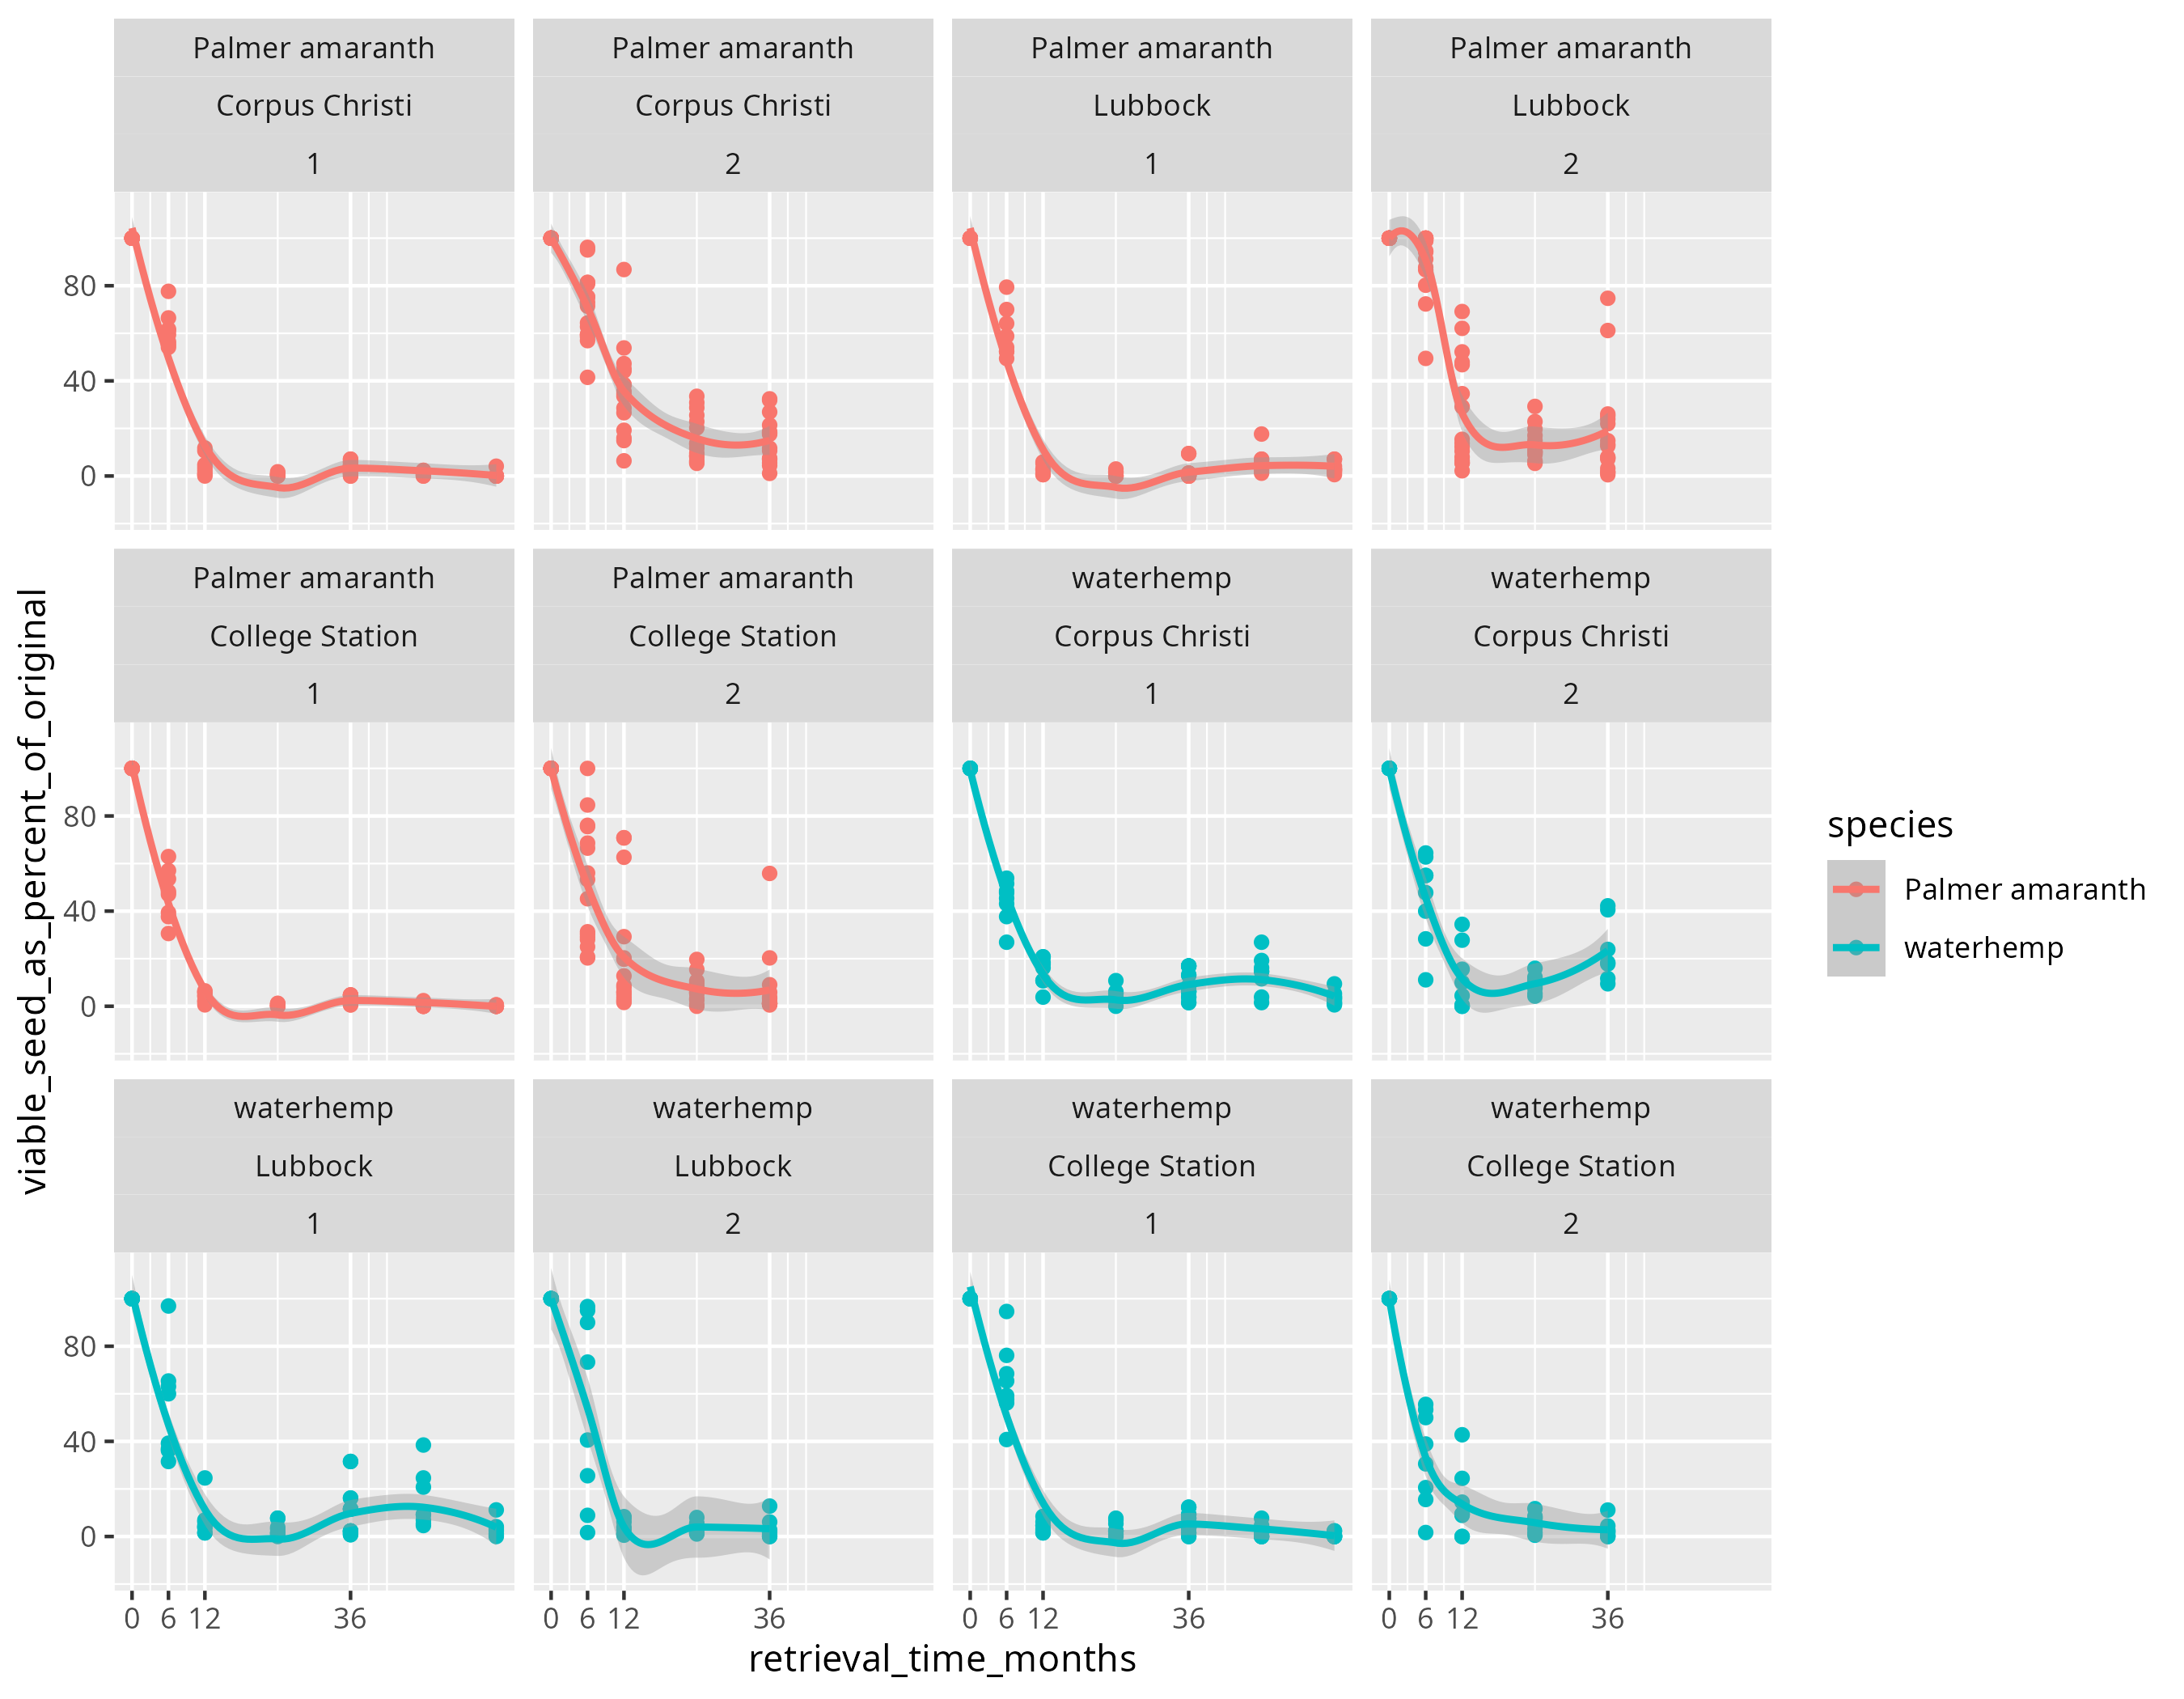 Palmer amaranth Palmer amaranth Palmer amaranth Palmer amaranth
Corpus Christi Corpus Christi Lubbock Lubbock
1 2 1 2
80
40
0
Palmer amaranth Palmer amaranth waterhemp waterhemp
College Station College Station Corpus Christi Corpus Christi
1 2 1 2
80
40
0
waterhemp waterhemp waterhemp waterhemp
Lubbock Lubbock College Station College Station
1 2 1 2
80
40
0
0 6 12 36 0 6 12 36 0 6 12 36 0 6 12 36
retrieval_time_months
viable_seed_as_percent_of_original
species
Palmer amaranth
waterhemp